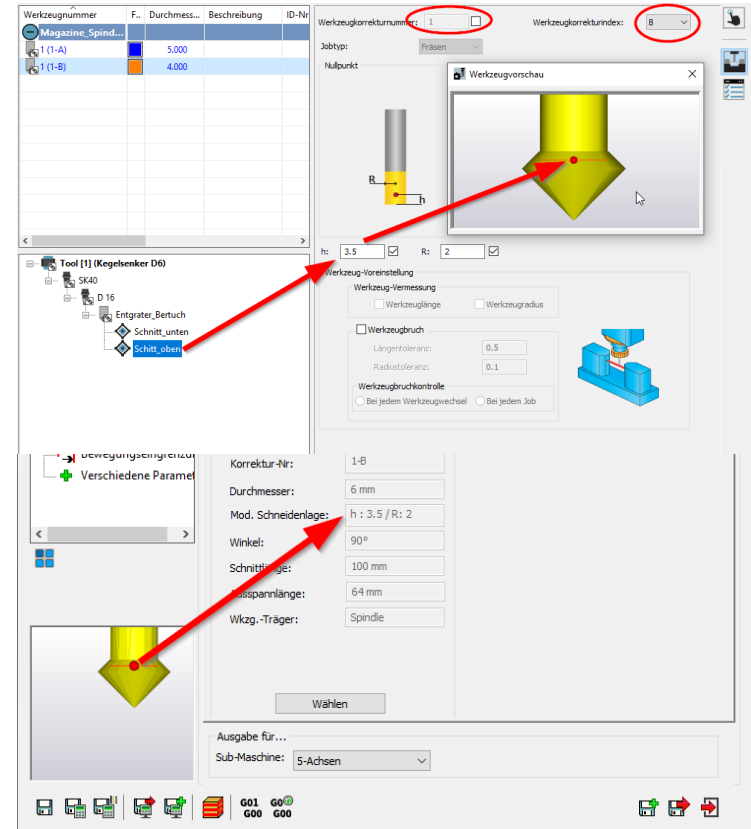 Werkzeugnummer F.. Durchmess... Beschreibung ID-Nr
Magazine_Spind...
1 (1-A) 5.000
1 (1-B) 4.000
Werkzeugkorrekturnummer: 1 Werkzeugkorrekturindex: B
Jobtyp: Fräsen
Nullpunkt
R
h
Werkzeugvorschau
h: 3.5 R: 2
Tool [1] (Kegelsenker D6)
SK40
D 16
Entgrater_Bertuch
Schnitt_unten
Schitt_oben
Werkzeug-Voreinstellung
Werkzeug-Vermessung
Werkzeuglänge Werkzeugradius
Werkzeugbruch
Längentoleranz: 0.5
Radiustoleranz: 0.1
Werkzeugbruchkontrolle
Bei jedem Werkzeugwechsel Bei jedem Job
Verschiedene Paramet
Korrektur-Nr: 1-B
Durchmesser: 6 mm
Mod. Schneidenlage: h : 3.5 / R: 2
Winkel: 90°
Schnittlänge: 100 mm
Ausspannlänge: 64 mm
Wkzg.-Träger: Spindle
Wählen
Ausgabe für...
Sub-Maschine: 5-Achsen
G01 G00
G00 G00